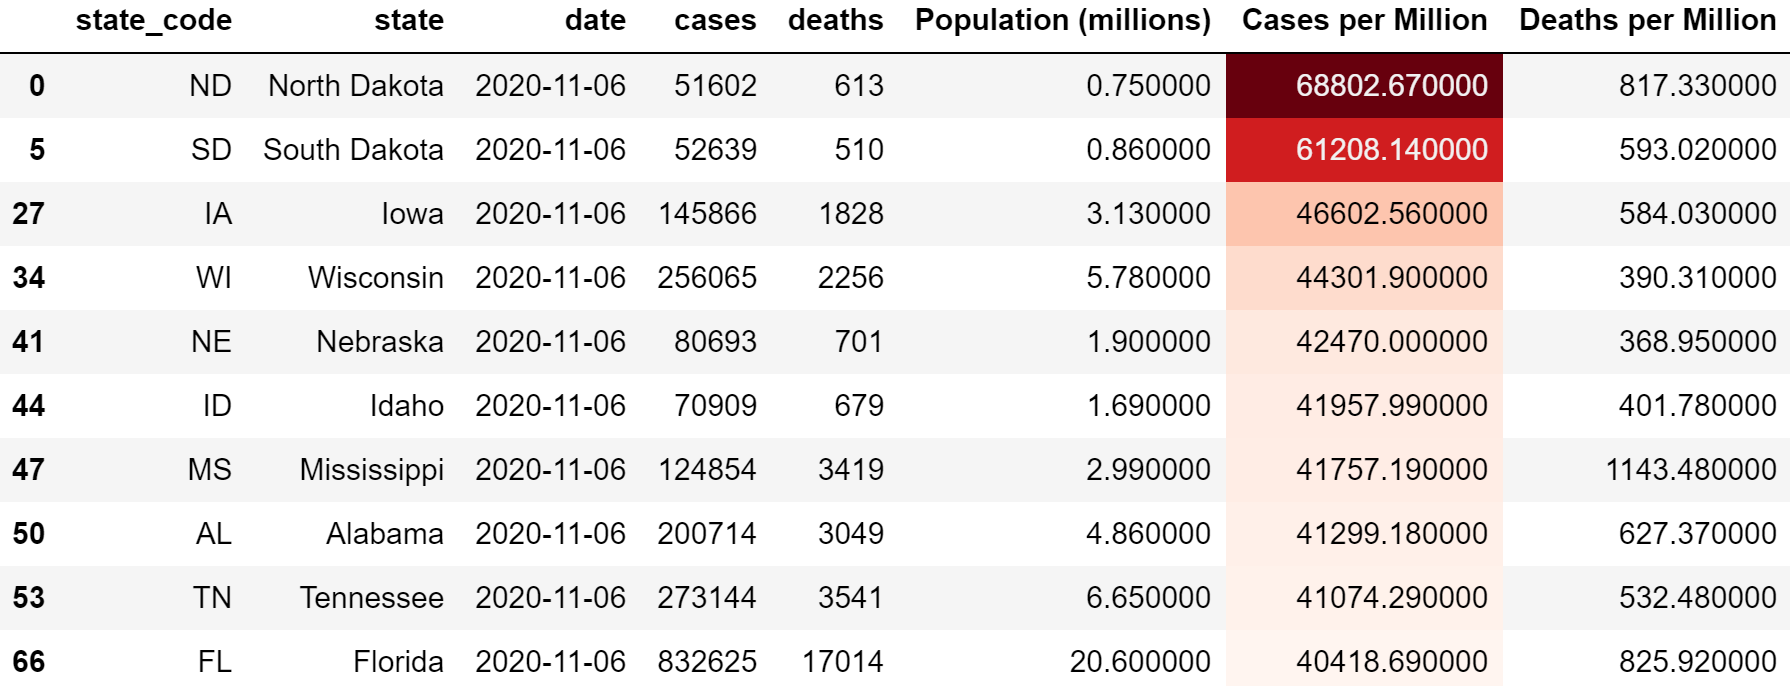 state_code state date cases deaths Population (millions) Cases per Million Deaths per Million
0 ND North Dakota 2020-11-06 51602 613 0.750000 68802.670000 817.330000
5 SD South Dakota 2020-11-06 52639 510 0.860000 61208.140000 593.020000
27 IA Iowa 2020-11-06 145866 1828 3.130000 46602.560000 584.030000
34 WI Wisconsin 2020-11-06 256065 2256 5.780000 44301.900000 390.310000
41 NE Nebraska 2020-11-06 80693 701 1.900000 42470.000000 368.950000
44 ID Idaho 2020-11-06 70909 679 1.690000 41957.990000 401.780000
47 MS Mississippi 2020-11-06 124854 3419 2.990000 41757.190000 1143.480000
50 AL Alabama 2020-11-06 200714 3049 4.860000 41299.180000 627.370000
53 TN Tennessee 2020-11-06 273144 3541 6.650000 41074.290000 532.480000
66 FL Florida 2020-11-06 832625 17014 20.600000 40418.690000 825.920000